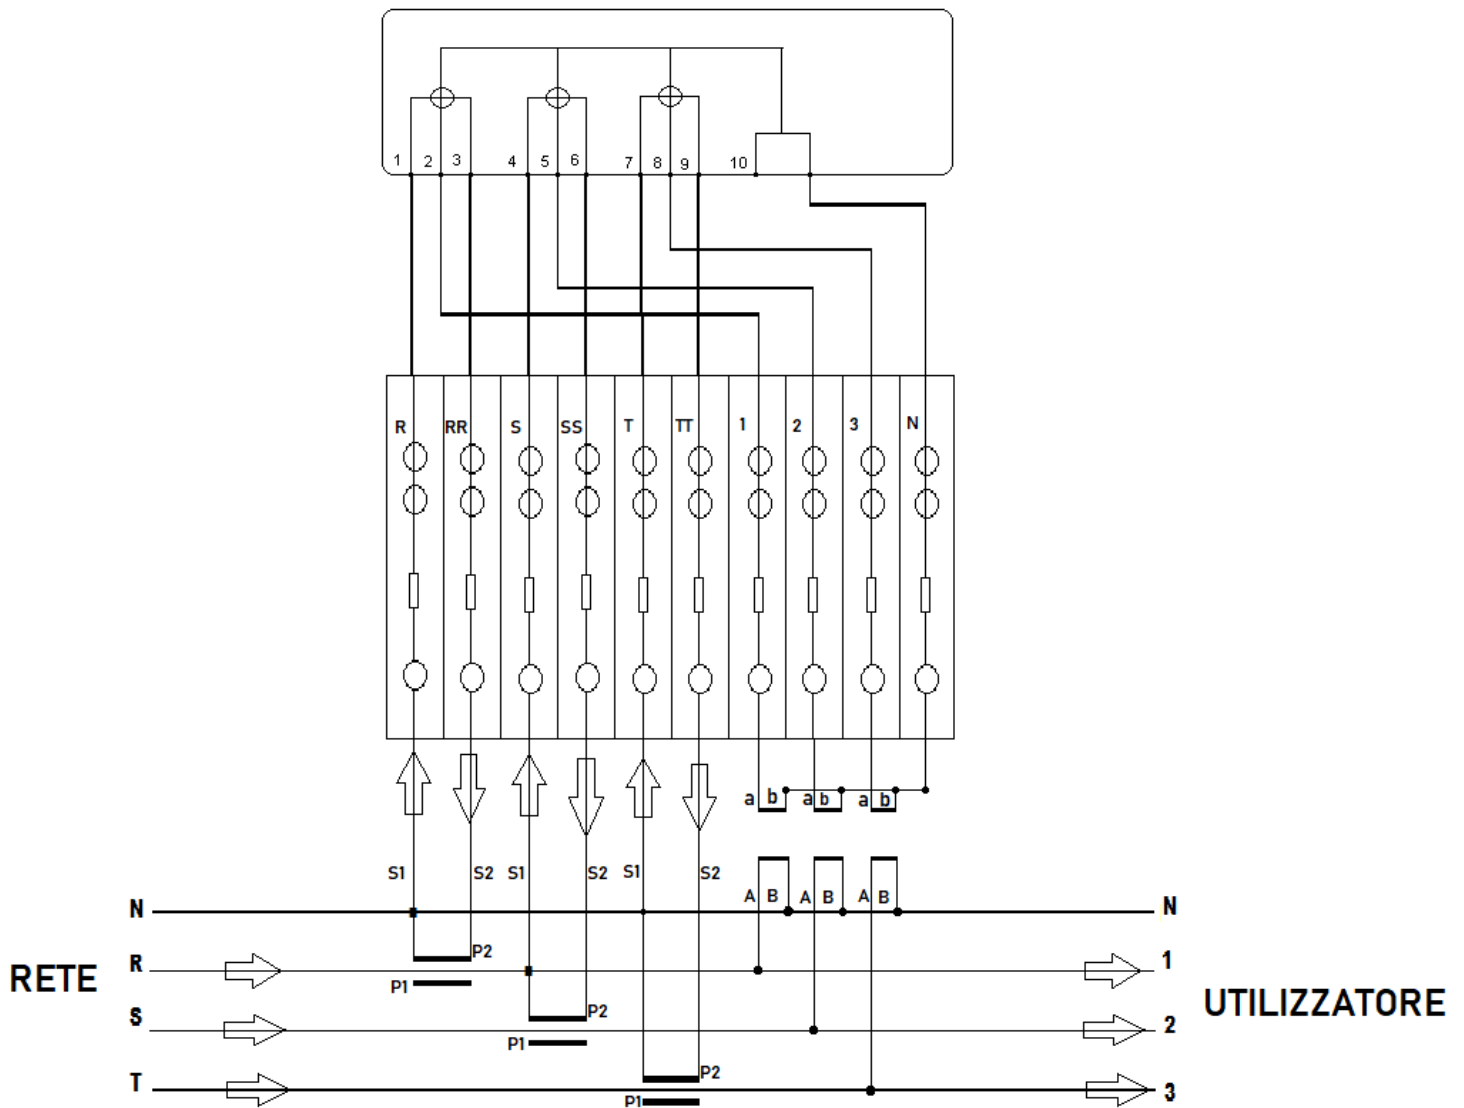 1 2 3 4 5 6 7 8 9 10
R RR S SS T TT 1 2 3 N
a b a b a b
S1 S2 S1 S2 S1 S2
A B A B A B
N N
R P2 1
RETE P1 UTILIZZATORE
S P2 2
P1
T P2 3
P1